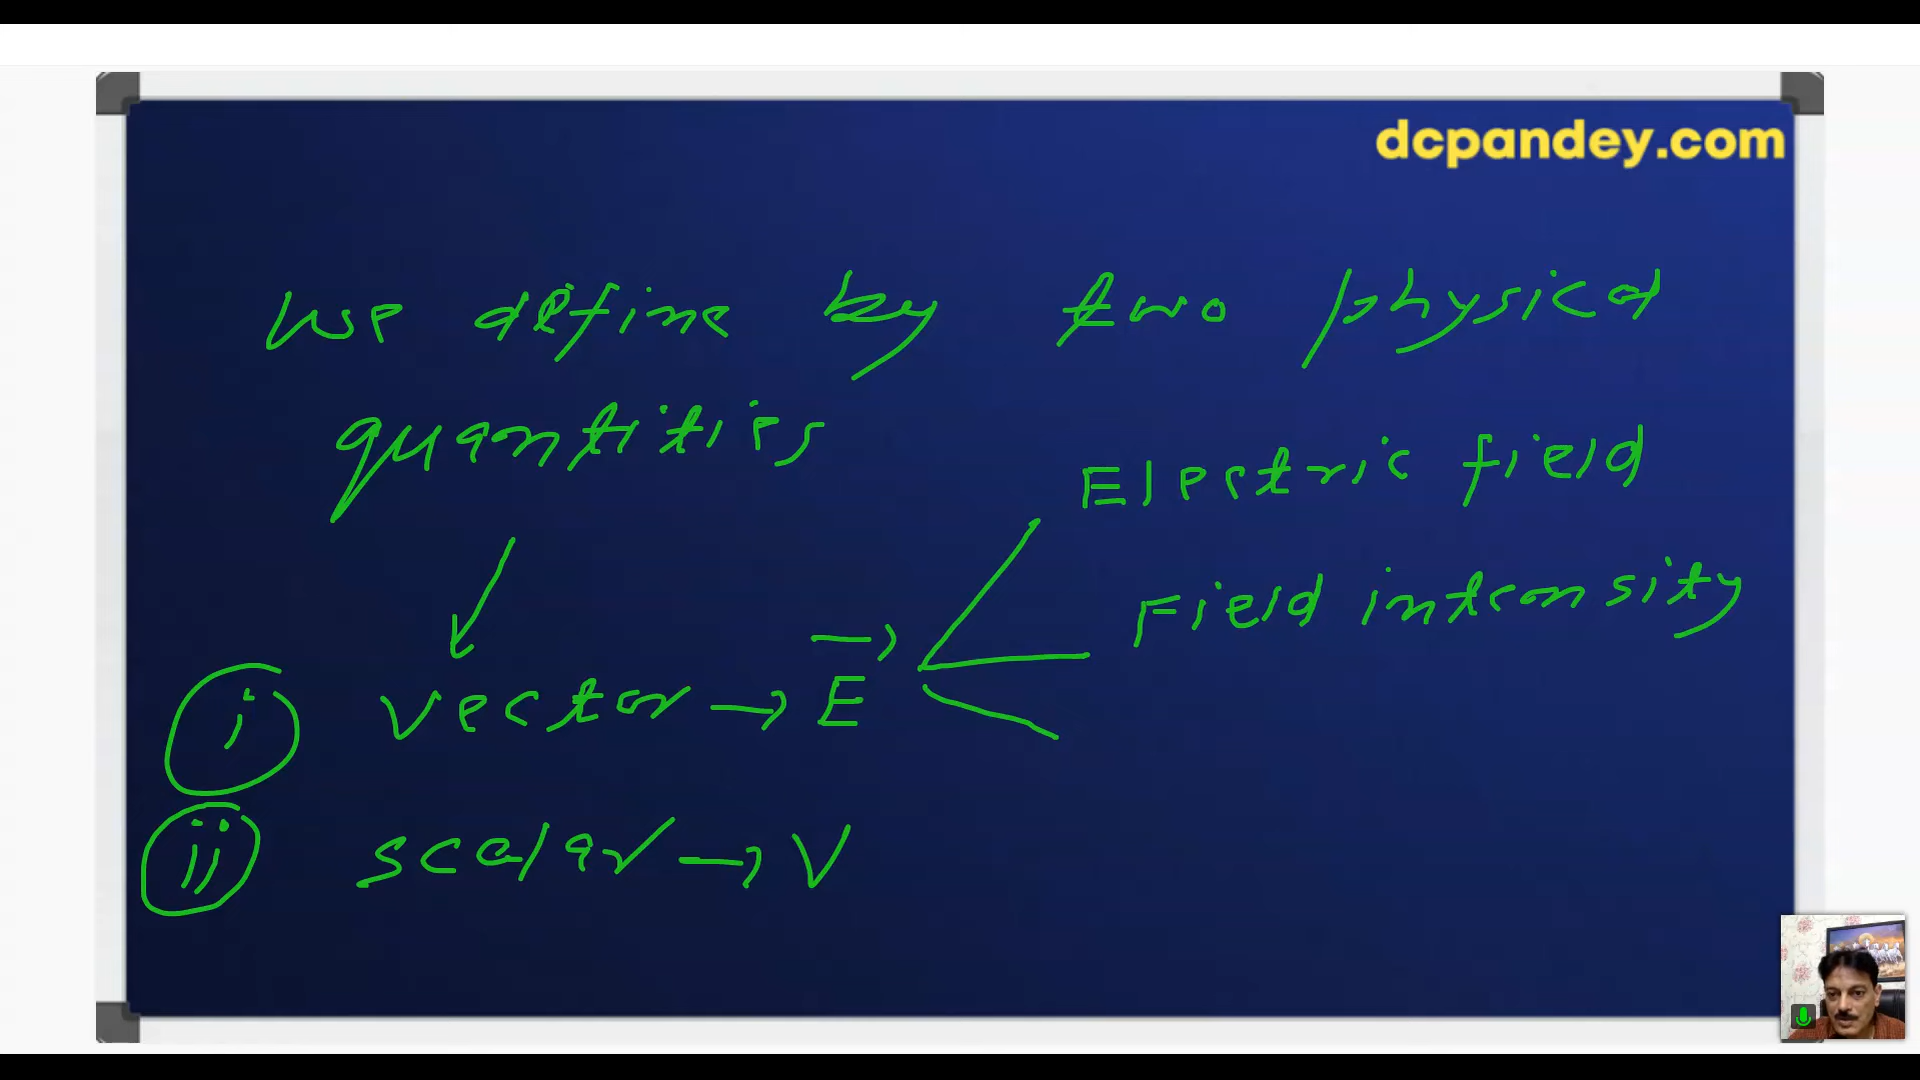 dcpandey.com
we define by two physical
quantities
Electric field
Field intensity
i vector → E
ii scalar → V